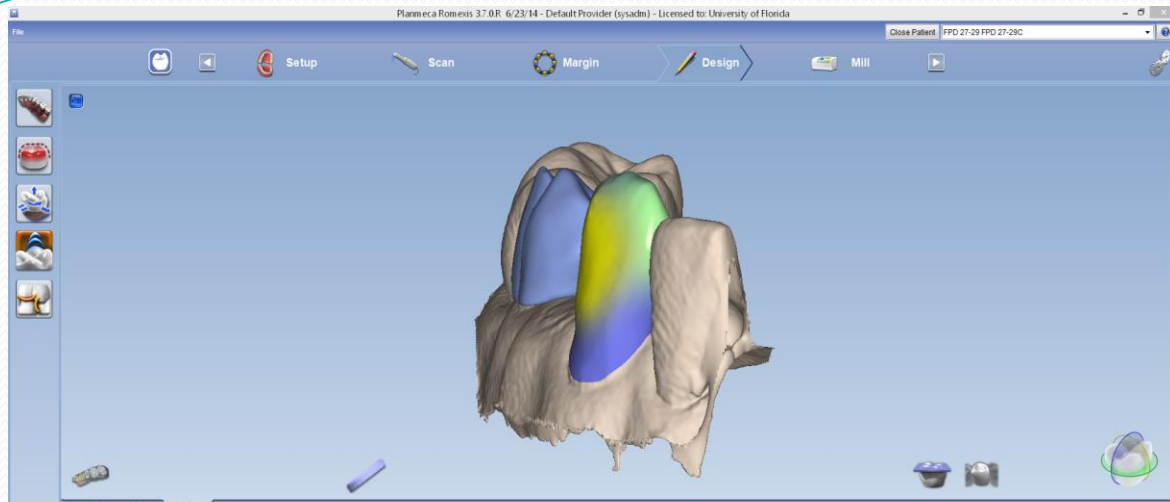 Planmeca Romexis 3.7.0.R 6/23/14 - Default Provider (sysadm) - Licensed to: University of Florida
File
Close Patient FPD 27-29 FPD 27-29C
Setup
Scan
Margin
Design
Mill